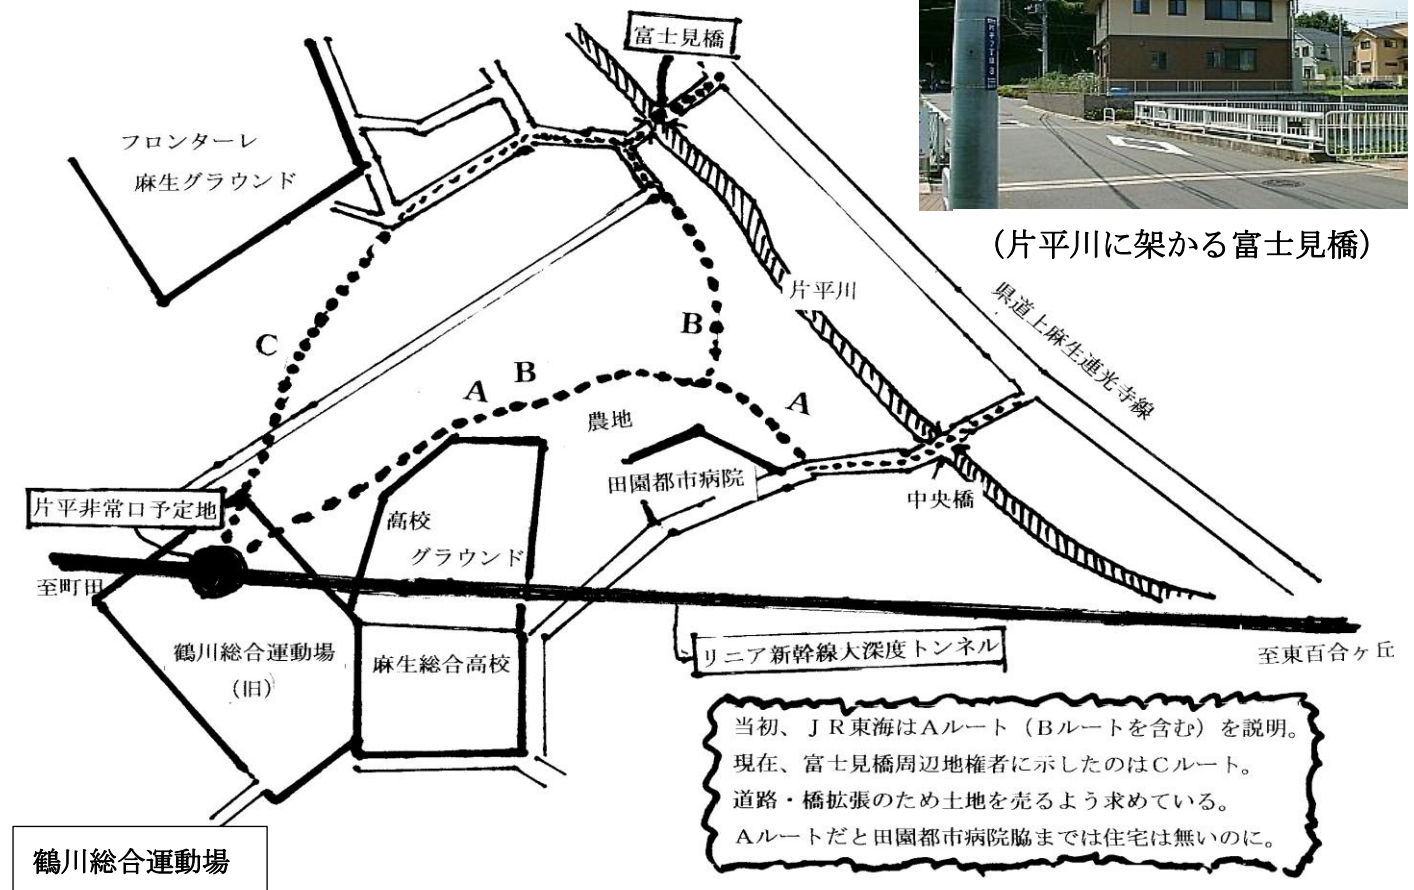 富士見橋
フロンターレ
麻生グラウンド
(片平川に架かる富士見橋)
片平川
県道上麻生連光寺線
C
B
A
B
A
農地
田園都市病院
中央橋
片平非常口予定地
高校
グラウンド
至町田
鶴川総合運動場
(旧)
麻生総合高校
リニア新幹線大深度トンネル
至東百合ヶ丘
当初、JR東海はAルート(Bルートを含む)を説明。
現在、富士見橋周辺地権者に示したのはCルート。
道路・橋拡張のため土地を売るよう求めている。
Aルートだと田園都市病院脇までは住宅は無いのに。
鶴川総合運動場